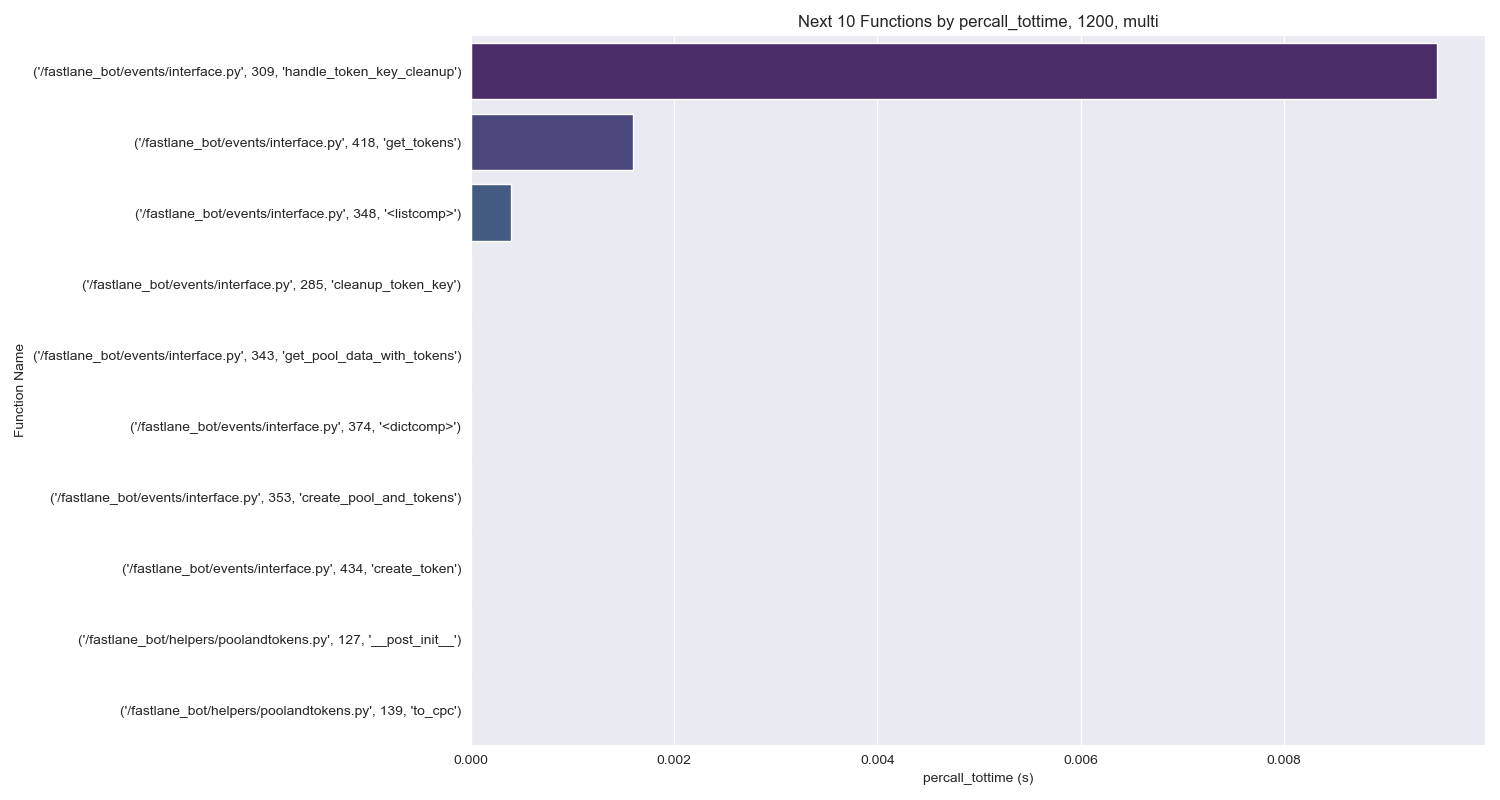 Next 10 Functions by percall_tottime, 1200, multi
('/fastlane_bot/events/interface.py', 309, 'handle_token_key_cleanup')
('/fastlane_bot/events/interface.py', 418, 'get_tokens')
('/fastlane_bot/events/interface.py', 348, '<listcomp>')
('/fastlane_bot/events/interface.py', 285, 'cleanup_token_key')
('/fastlane_bot/events/interface.py', 343, 'get_pool_data_with_tokens')
('/fastlane_bot/events/interface.py', 374, '<dictcomp>')
('/fastlane_bot/events/interface.py', 353, 'create_pool_and_tokens')
('/fastlane_bot/events/interface.py', 434, 'create_token')
('/fastlane_bot/helpers/poolandtokens.py', 127, '__post_init__')
('/fastlane_bot/helpers/poolandtokens.py', 139, 'to_cpc')
Function Name
0.000 0.002 0.004 0.006 0.008
percall_tottime (s)